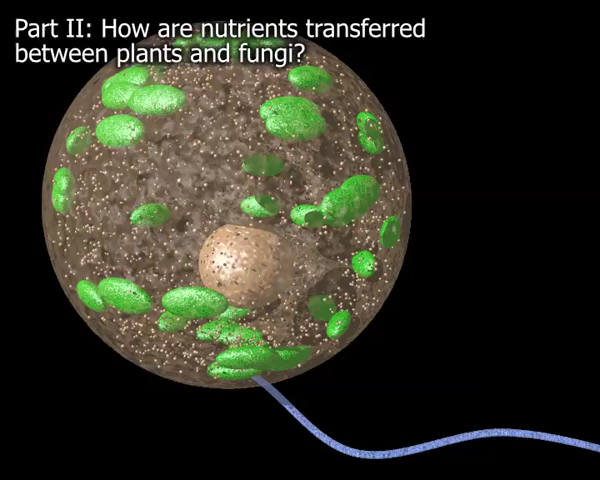 Part II: How are nutrients transferred
between plants and fungi?